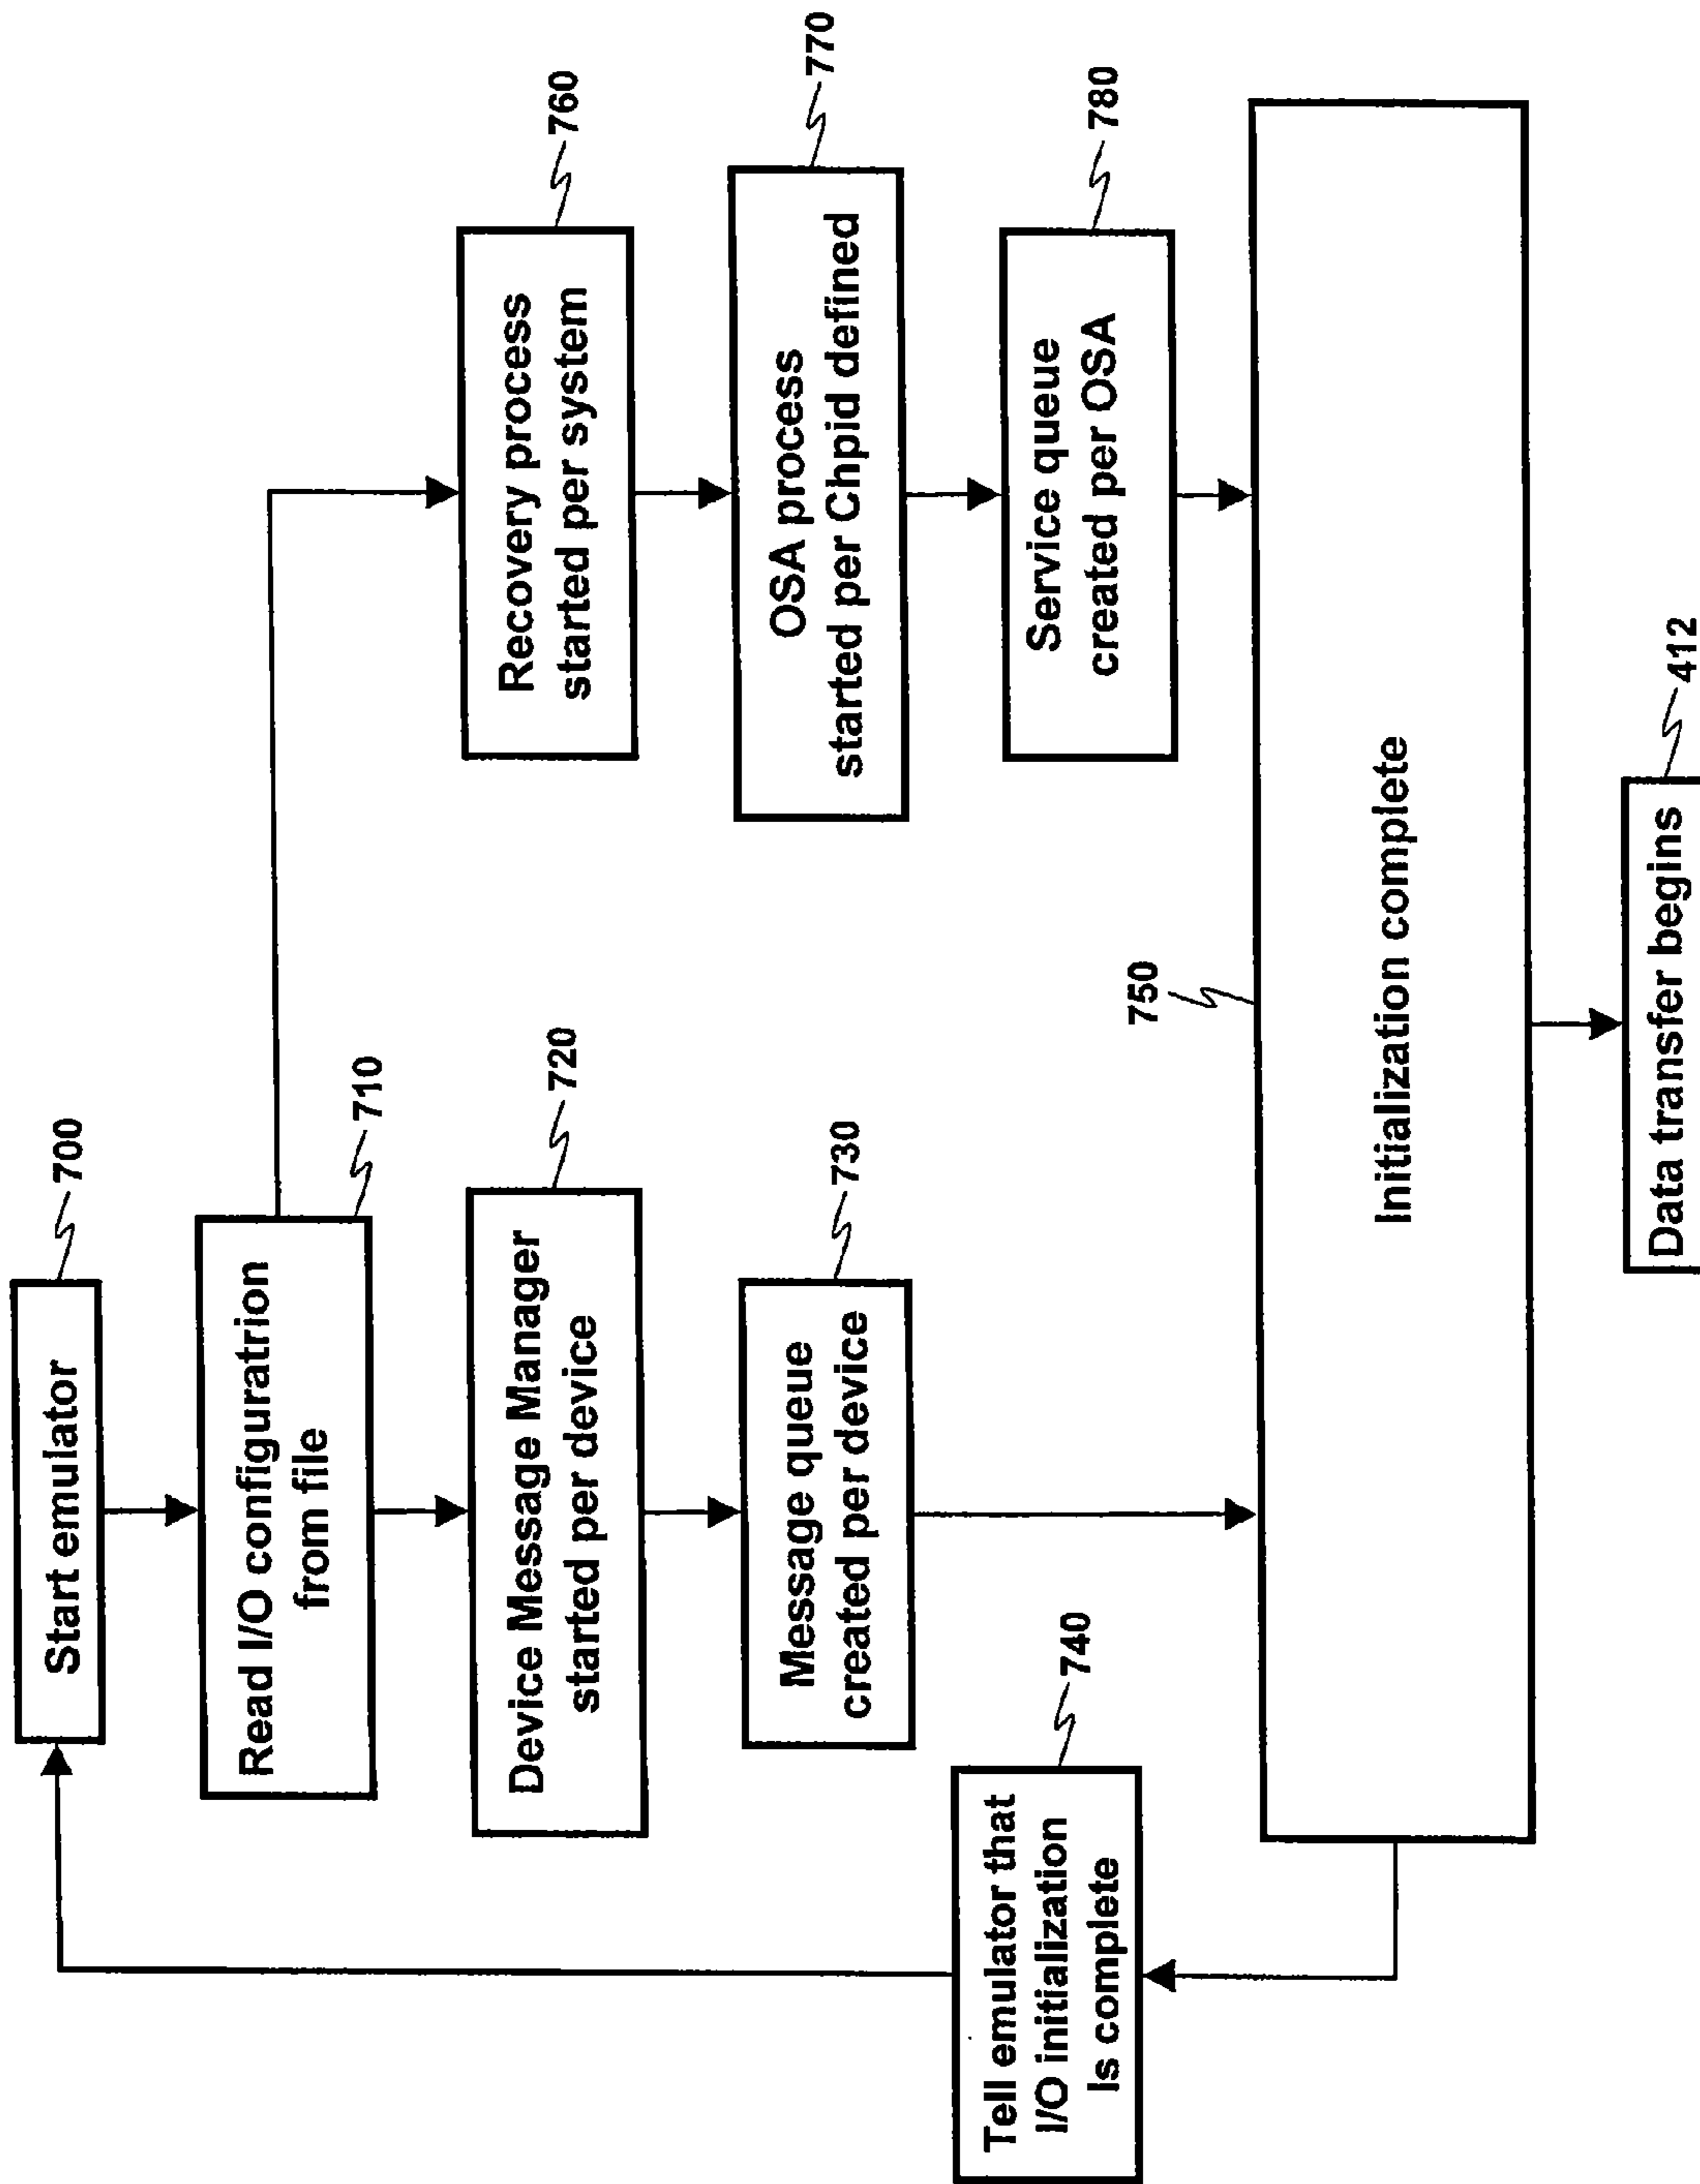 Start emulator
700
Read I/O configuratrion
from file
710
Device Message Manager
started per device
720
Message queue
created per device
730
Tell emulator that
I/O initialization
Is complete
740
Recovery process
started per system
760
OSA process
started per Chpid defined
770
Service queue
created per OSA
780
750
Initialization complete
Data transfer begins
412